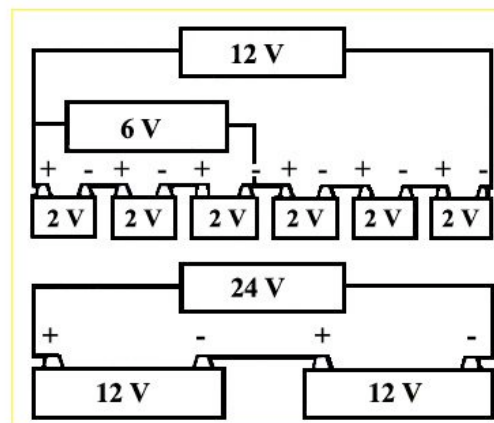 12 V
6 V
+ - + - + - + - + - + -
2 V 2 V 2 V 2 V 2 V 2 V
24 V
+ - + -
12 V 12 V